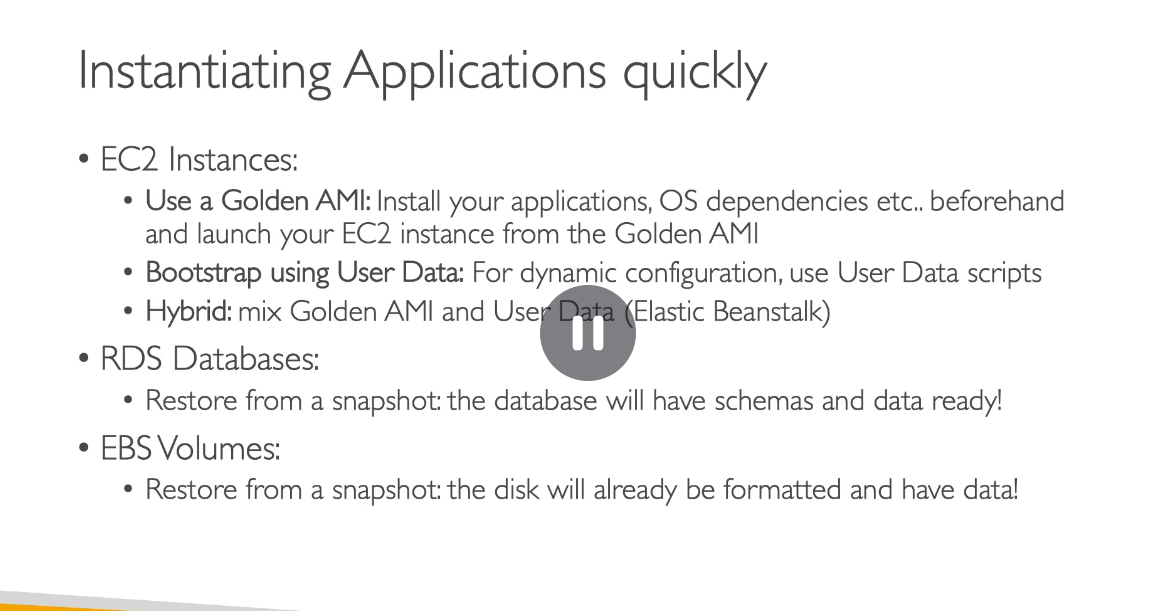 Instantiating Applications quickly
• EC2 Instances:
• Use a Golden AMI: Install your applications, OS dependencies etc.. beforehand
and launch your EC2 instance from the Golden AMI
• Bootstrap using User Data: For dynamic configuration, use User Data scripts
• Hybrid: mix Golden AMI and User Data (Elastic Beanstalk)
• RDS Databases:
• Restore from a snapshot: the database will have schemas and data ready!
• EBS Volumes:
• Restore from a snapshot: the disk will already be formatted and have data!